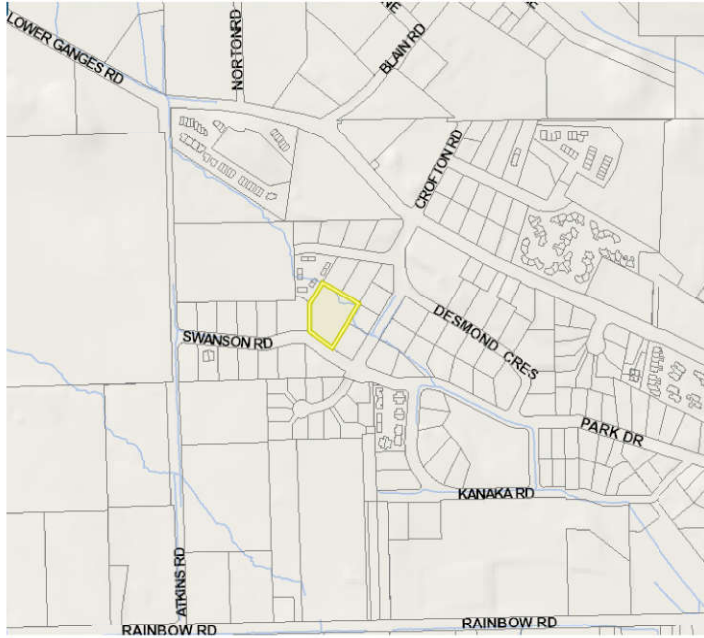 LOWER GANGES RD
NORTON RD
BLAIN RD
CROFTON RD
DESMOND CRES
SWANSON RD
PARK DR
KANAKA RD
ATKINS RD
RAINBOW RD
RAINBOW RD